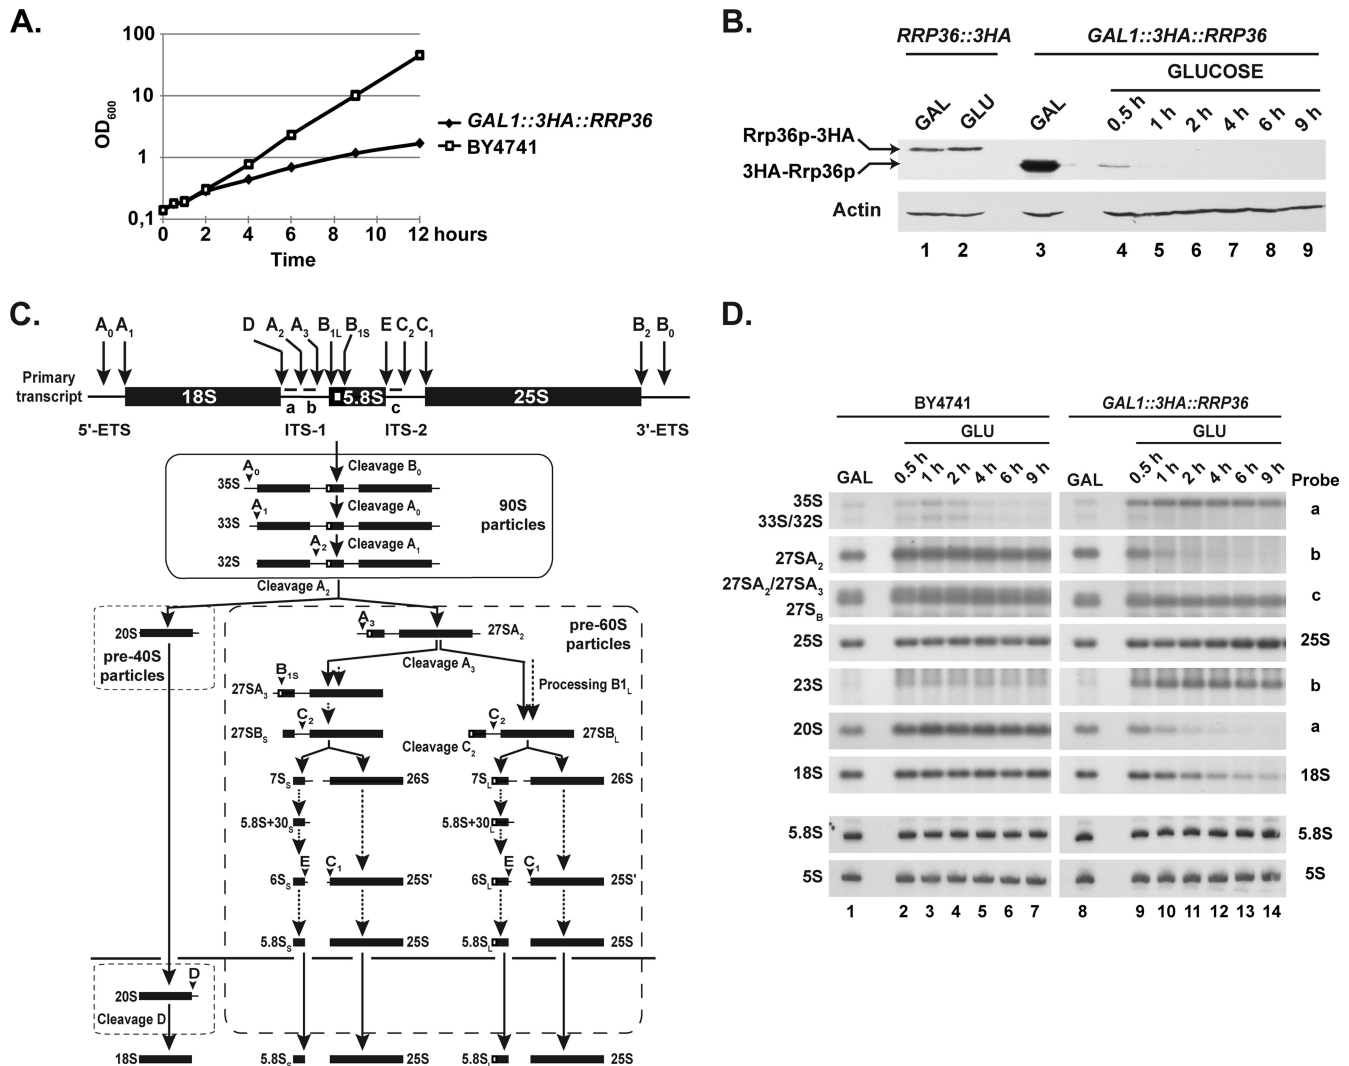 A.
100
10
1
0,1
OD600
0 2 4 6 8 10 12 hours
Time
GAL1::3HA::RRP36
BY4741
B.
RRP36::3HA GAL1::3HA::RRP36
GLUCOSE
GAL GLU GAL 0.5 h 1 h 2 h 4 h 6 h 9 h
Rrp36p-3HA
3HA-Rrp36p
Actin
1 2 3 4 5 6 7 8 9
C.
A0 A1 D A2 A3 B1L B1S E C2 C1 B2 B0
Primary
transcript
18S 5.8S 25S
a b c
5'-ETS ITS-1 ITS-2 3'-ETS
Cleavage B0
A0
35S
90S
particles
Cleavage A0
A1
33S
Cleavage A1
A2
32S
Cleavage A2
20S
pre-40S
particles
A3
27SA2
pre-60S
particles
Cleavage A3
Processing B1L
B1S
27SA3
C2 C2
27SBS Cleavage C2 27SBL
7SS 26S 7SL 26S
5.8S+30S 5.8S+30L
E C1 E C1
6SS 25S' 6SL 25S'
5.8SS 25S 5.8SL 25S
D
20S
Cleavage D
18S 5.8SS 25S 5.8SL 25S
D.
BY4741 GAL1::3HA::RRP36
GLU GLU
GAL 0.5 h 1 h 2 h 4 h 6 h 9 h GAL 0.5 h 1 h 2 h 4 h 6 h 9 h Probe
35S
33S/32S a
27SA2 b
27SA2/27SA3
27SB c
25S 25S
23S b
20S a
18S 18S
5.8S 5.8S
5S 5S
1 2 3 4 5 6 7 8 9 10 11 12 13 14